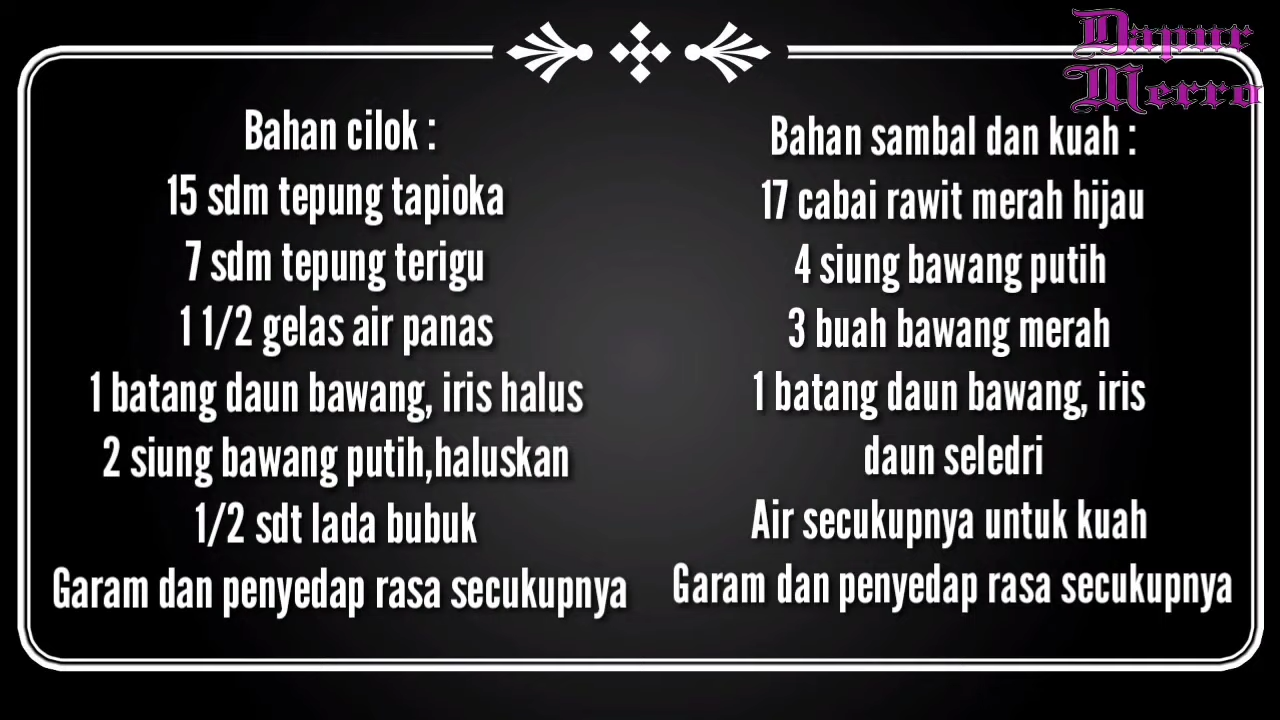 Dapur
Merro
Bahan cilok :
15 sdm tepung tapioka
7 sdm tepung terigu
1 1/2 gelas air panas
1 batang daun bawang, iris halus
2 siung bawang putih,haluskan
1/2 sdt lada bubuk
Garam dan penyedap rasa secukupnya
Bahan sambal dan kuah :
17 cabai rawit merah hijau
4 siung bawang putih
3 buah bawang merah
1 batang daun bawang, iris
daun seledri
Air secukupnya untuk kuah
Garam dan penyedap rasa secukupnya